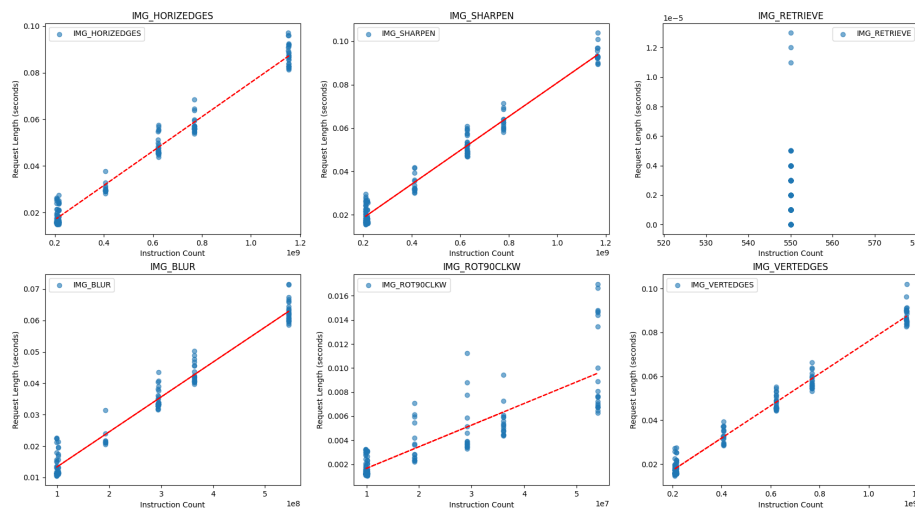 IMG_HORIZEDGES
IMG_HORIZEDGES
Request Length (seconds)
0.10
0.08
0.06
0.04
0.02
0.2
0.4
0.6
0.8
1.0
1.2
1e9
Instruction Count
IMG_SHARPEN
IMG_SHARPEN
Request Length (seconds)
0.10
0.08
0.06
0.04
0.02
0.2
0.4
0.6
0.8
1.0
1.2
1e9
Instruction Count
IMG_RETRIEVE
1e−5
IMG_RETRIEVE
Request Length (seconds)
1.2
1.0
0.8
0.6
0.4
0.2
0.0
520
530
540
550
560
570
Instruction Count
IMG_BLUR
IMG_BLUR
Request Length (seconds)
0.07
0.06
0.05
0.04
0.03
0.02
0.01
1
2
3
4
5
1e8
Instruction Count
IMG_ROT90CLKW
IMG_ROT90CLKW
Request Length (seconds)
0.016
0.014
0.012
0.010
0.008
0.006
0.004
0.002
1
2
3
4
5
1e7
Instruction Count
IMG_VERTEDGES
IMG_VERTEDGES
Request Length (seconds)
0.10
0.08
0.06
0.04
0.02
0.2
0.4
0.6
0.8
1.0
Instruction Count